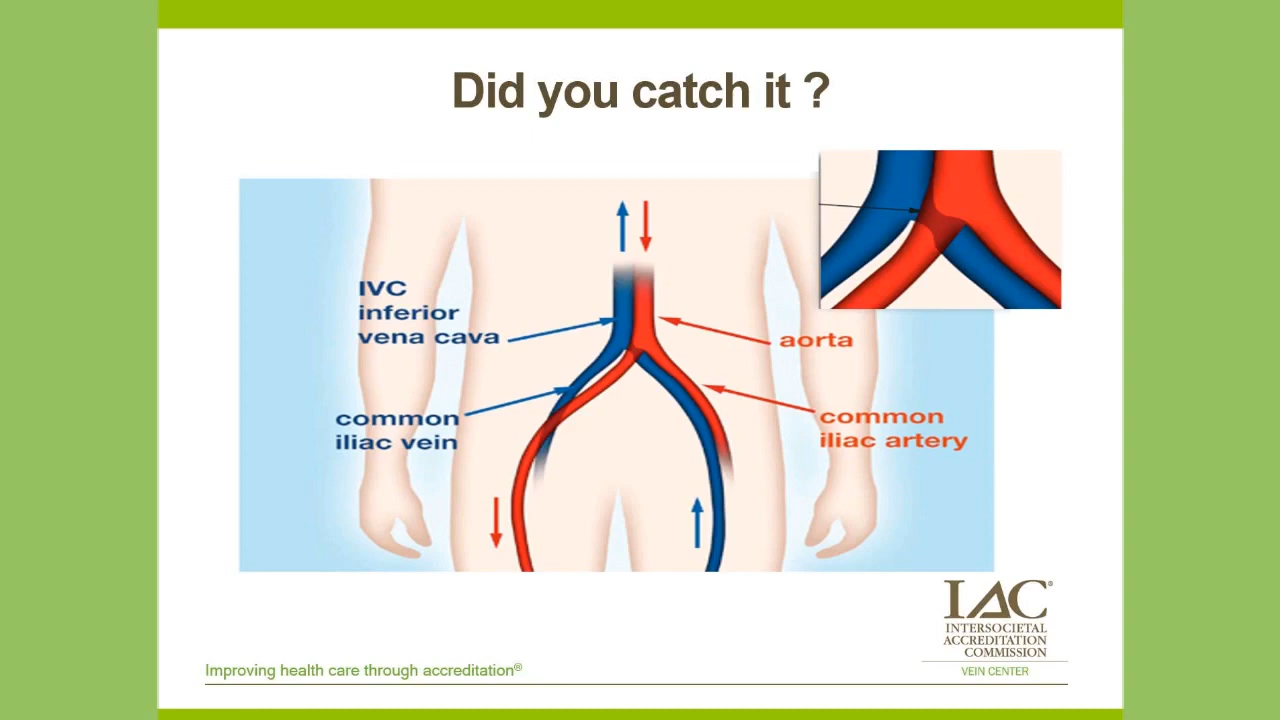 Did you catch it ?
IVC
inferior
vena cava
aorta
common
iliac vein
common
iliac artery
IAC®
INTERSOCIETAL
ACCREDITATION
COMMISSION
VEIN CENTER
Improving health care through accreditation®